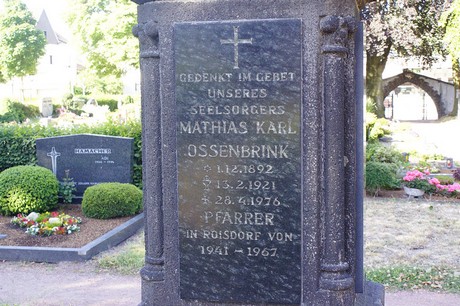 GEDENKT IM GEBET
UNSERES
SEELSORGERS
MATHIAS KARL
OSSENBRINK
1.12.1892
13.2.1921
28.4.1976
PFARRER
IN ROISDORF VON
1941 - 1967
HAMACHER